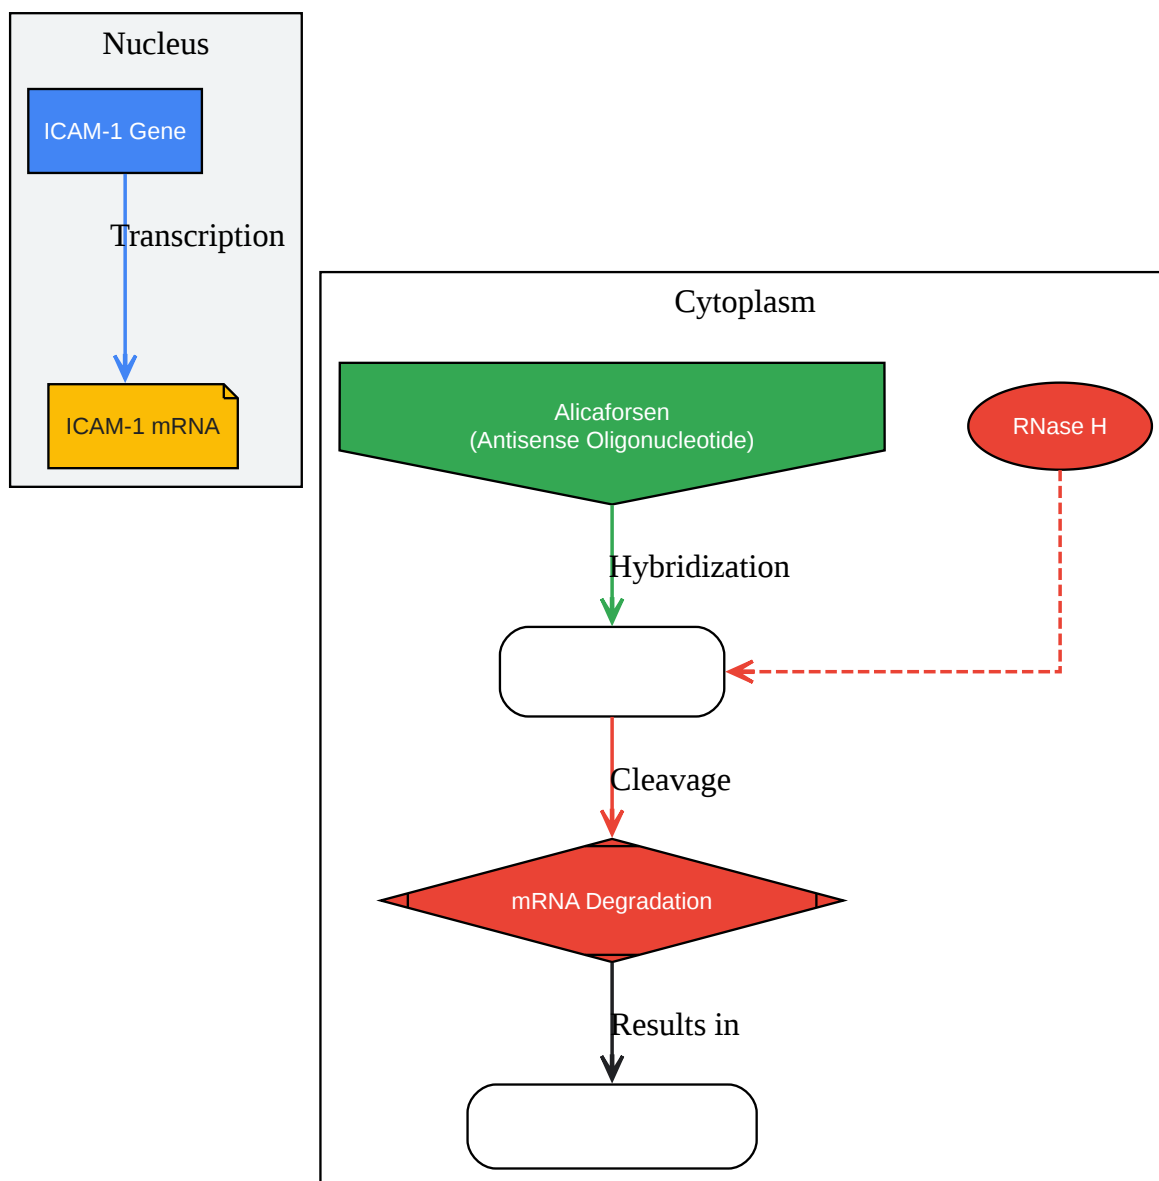 Nucleus
ICAM-1 Gene
Transcription
ICAM-1 mRNA
Cytoplasm
Alicaforsen
(Antisense Oligonucleotide)
RNase H
Hybridization
Cleavage
mRNA Degradation
Results in